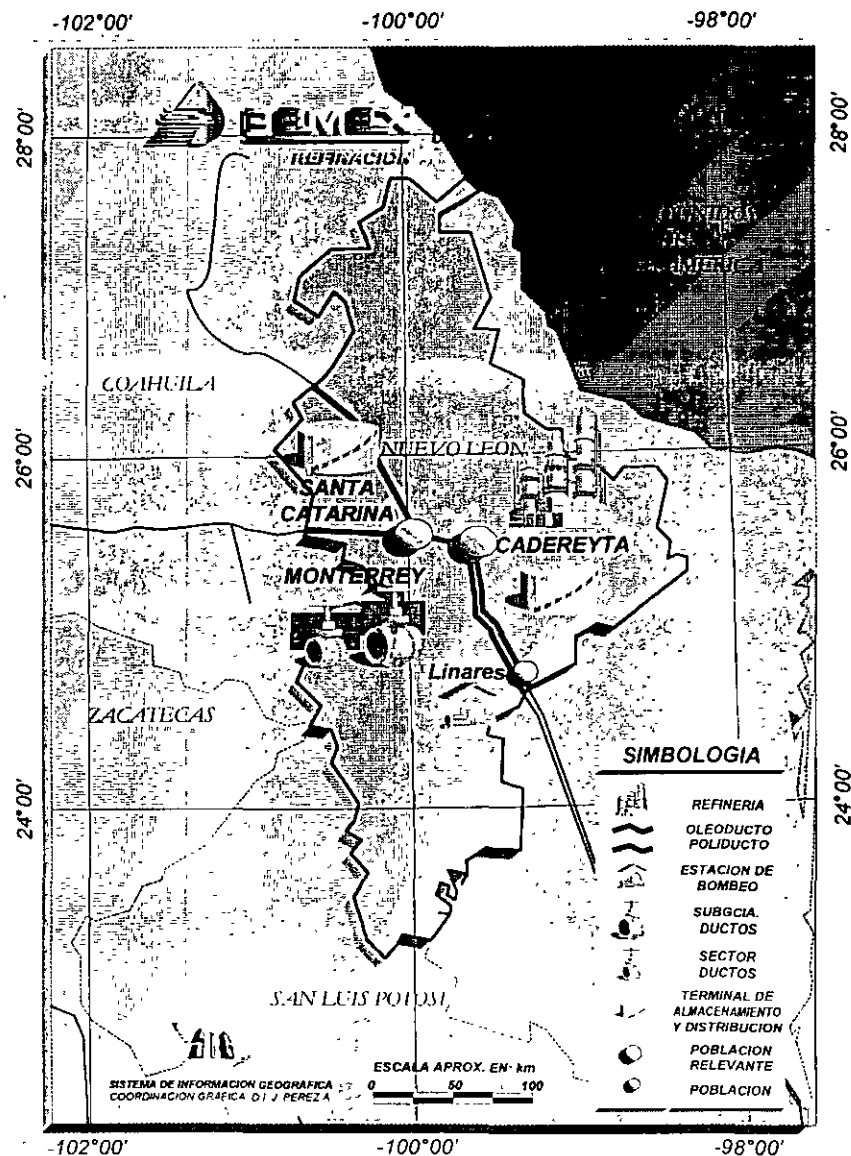 -102°00'
-100°00'
-98°00'
28°00'
28°00'
PEMEX
REFINACION
AMERICA
COAHUILA
26°00'
26°00'
NUEVO LEON
SANTA
CATARINA
CADEREYTA
MONTERREY
Linares
ZACATECAS
SIMBOLOGIA
24°00'
24°00'
REFINERIA
OLEODUCTO
POLIDUCTO
ESTACION DE
BOMBEO
SUBGCIA.
DUCTOS
SECTOR
DUCTOS
SAN LUIS POTOSI
TERMINAL DE
ALMACENAMIENTO
Y DISTRIBUCION
POBLACION
RELEVANTE
POBLACION
ESCALA APROX. EN km
0 50 100
SISTEMA DE INFORMACION GEOGRAFICA
COORDINACION GRAFICA D I J PEREZ A
-102°00'
-100°00'
-98°00'